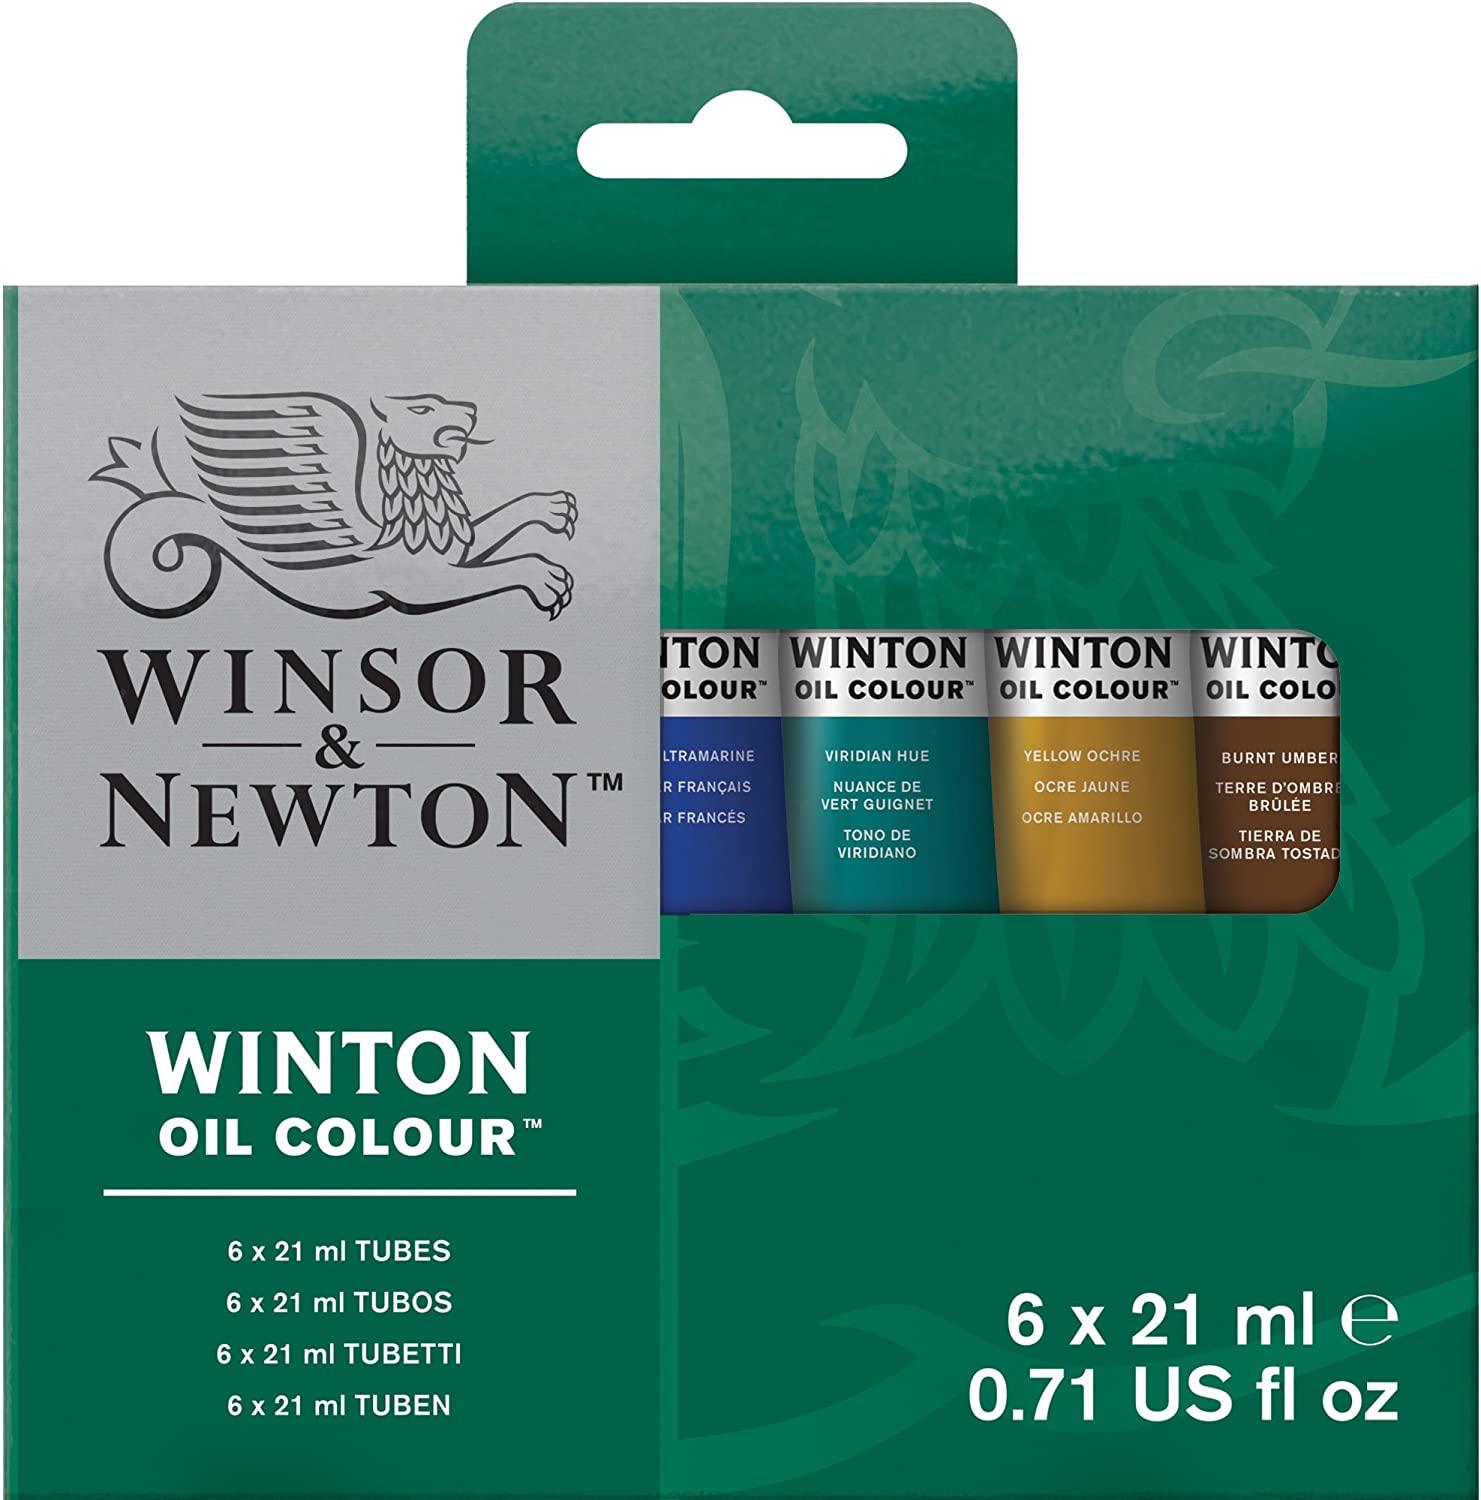 WINSOR
&
NEWTON™
WINTON
OIL COLOUR™
6 x 21 ml TUBES
6 x 21 ml TUBOS
6 x 21 ml TUBETTI
6 x 21 ml TUBEN
NTON
OLOUR™
LTRAMARINE
R FRANÇAIS
R FRANCÉS
WINTON
OIL COLOUR™
VIRIDIAN HUE
NUANCE DE
VERT GUIGNET
TONO DE
VIRIDIANO
WINTON
OIL COLOUR™
YELLOW OCHRE
OCRE JAUNE
OCRE AMARILLO
WINTO
OIL COLO
BURNT UMBER
TERRE D'OMBRE
BRÛLÉE
TIERRA DE
SOMBRA TOSTAD
6 x 21 ml ℮
0.71 US fl oz